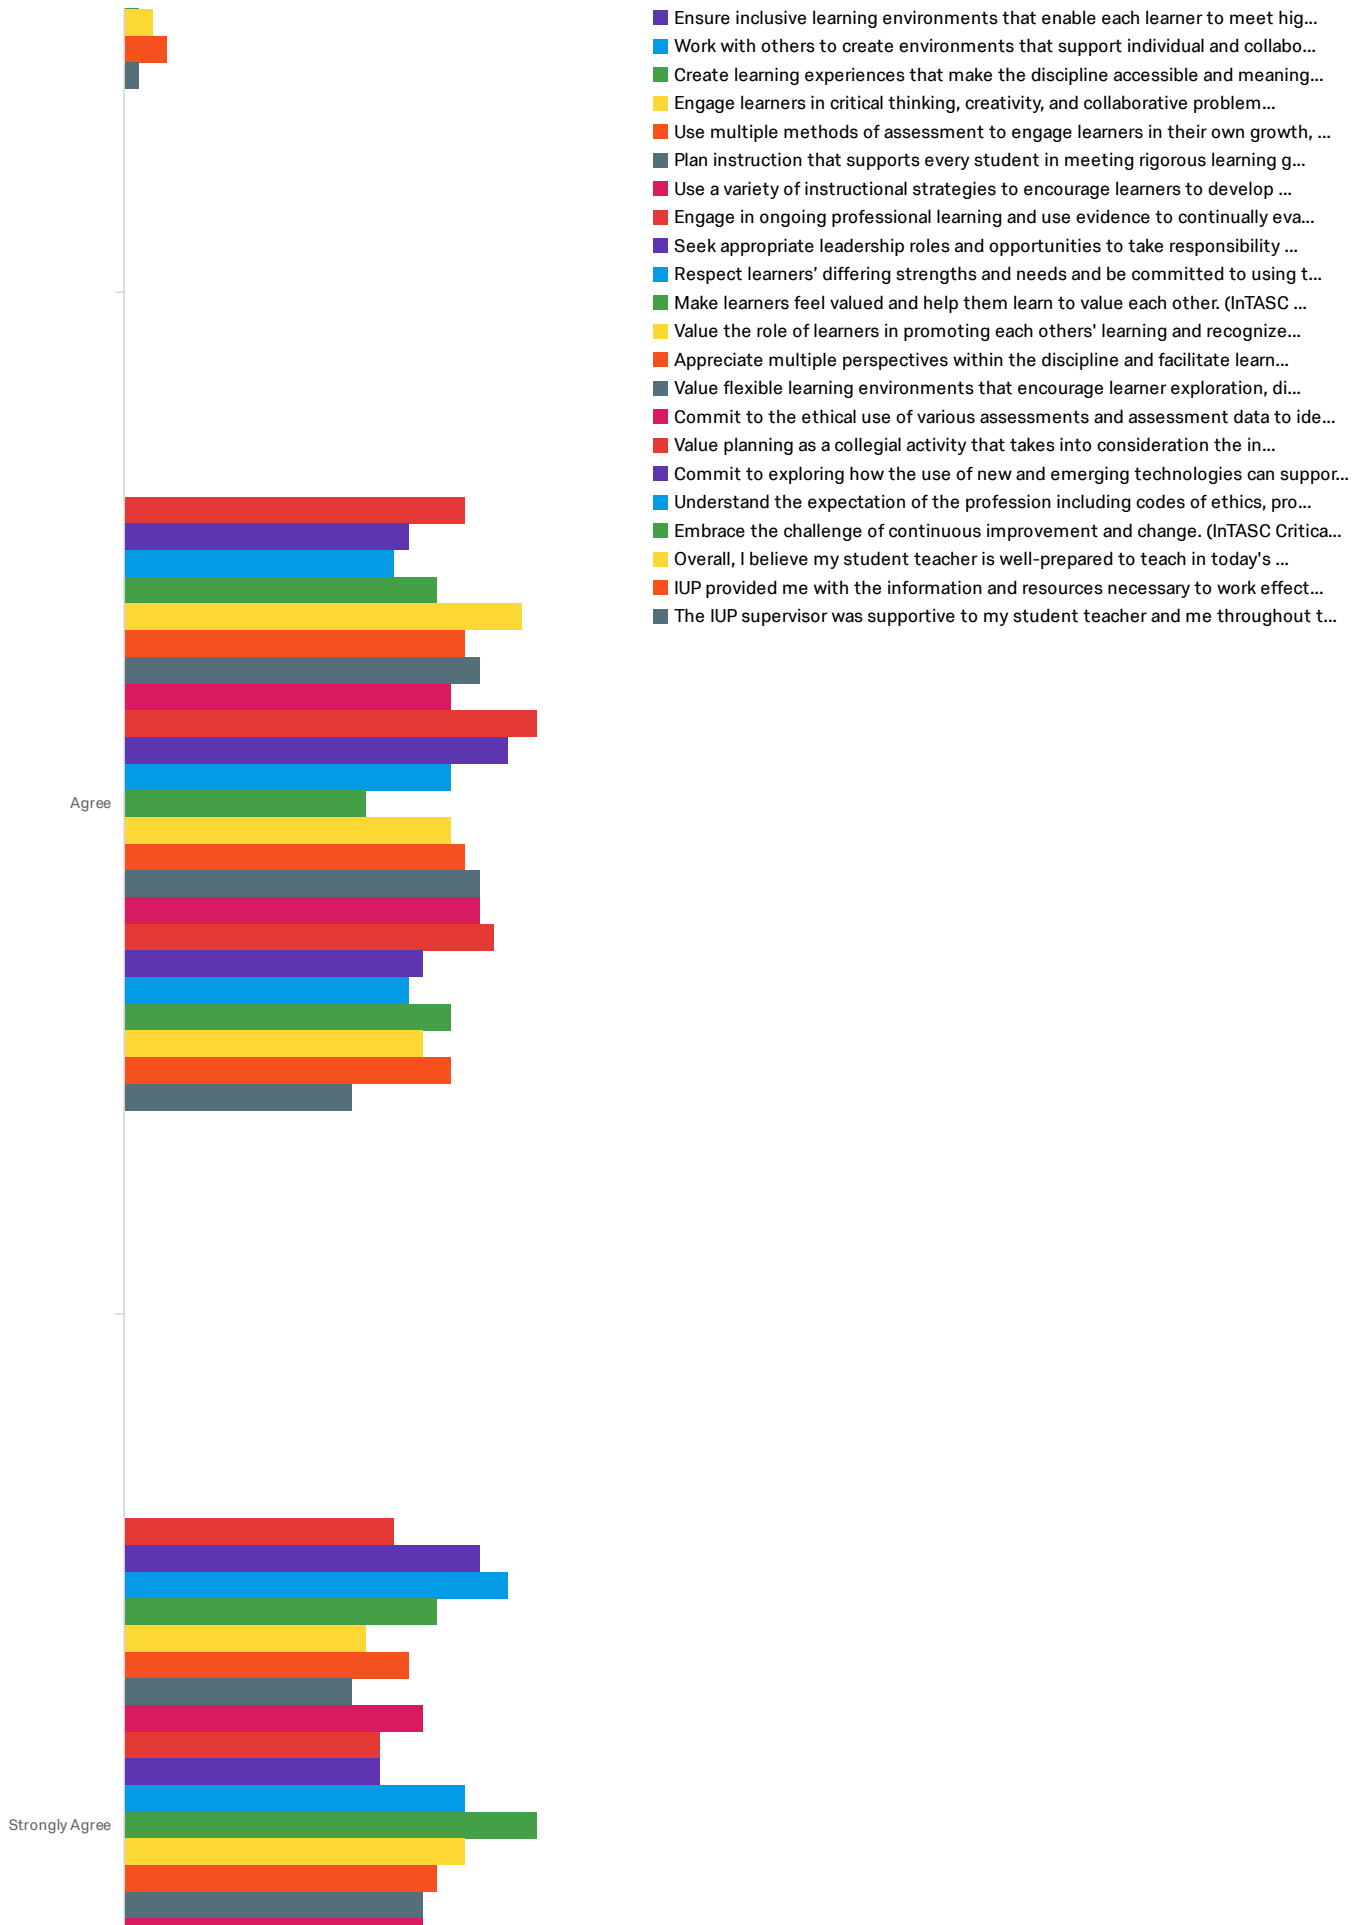 Ensure inclusive learning environments that enable each learner to meet hig...
Work with others to create environments that support individual and collabo...
Create learning experiences that make the discipline accessible and meaning...
Engage learners in critical thinking, creativity, and collaborative problem...
Use multiple methods of assessment to engage learners in their own growth, ...
Plan instruction that supports every student in meeting rigorous learning g...
Use a variety of instructional strategies to encourage learners to develop ...
Engage in ongoing professional learning and use evidence to continually eva...
Seek appropriate leadership roles and opportunities to take responsibility ...
Respect learners’ differing strengths and needs and be committed to using t...
Make learners feel valued and help them learn to value each other. (InTASC ...
Value the role of learners in promoting each others' learning and recognize...
Appreciate multiple perspectives within the discipline and facilitate learn...
Value flexible learning environments that encourage learner exploration, di...
Commit to the ethical use of various assessments and assessment data to ide...
Value planning as a collegial activity that takes into consideration the in...
Commit to exploring how the use of new and emerging technologies can suppor...
Understand the expectation of the profession including codes of ethics, pro...
Embrace the challenge of continuous improvement and change. (InTASC Critica...
Overall, I believe my student teacher is well-prepared to teach in today's ...
IUP provided me with the information and resources necessary to work effect...
The IUP supervisor was supportive to my student teacher and me throughout t...
Agree
Strongly Agree